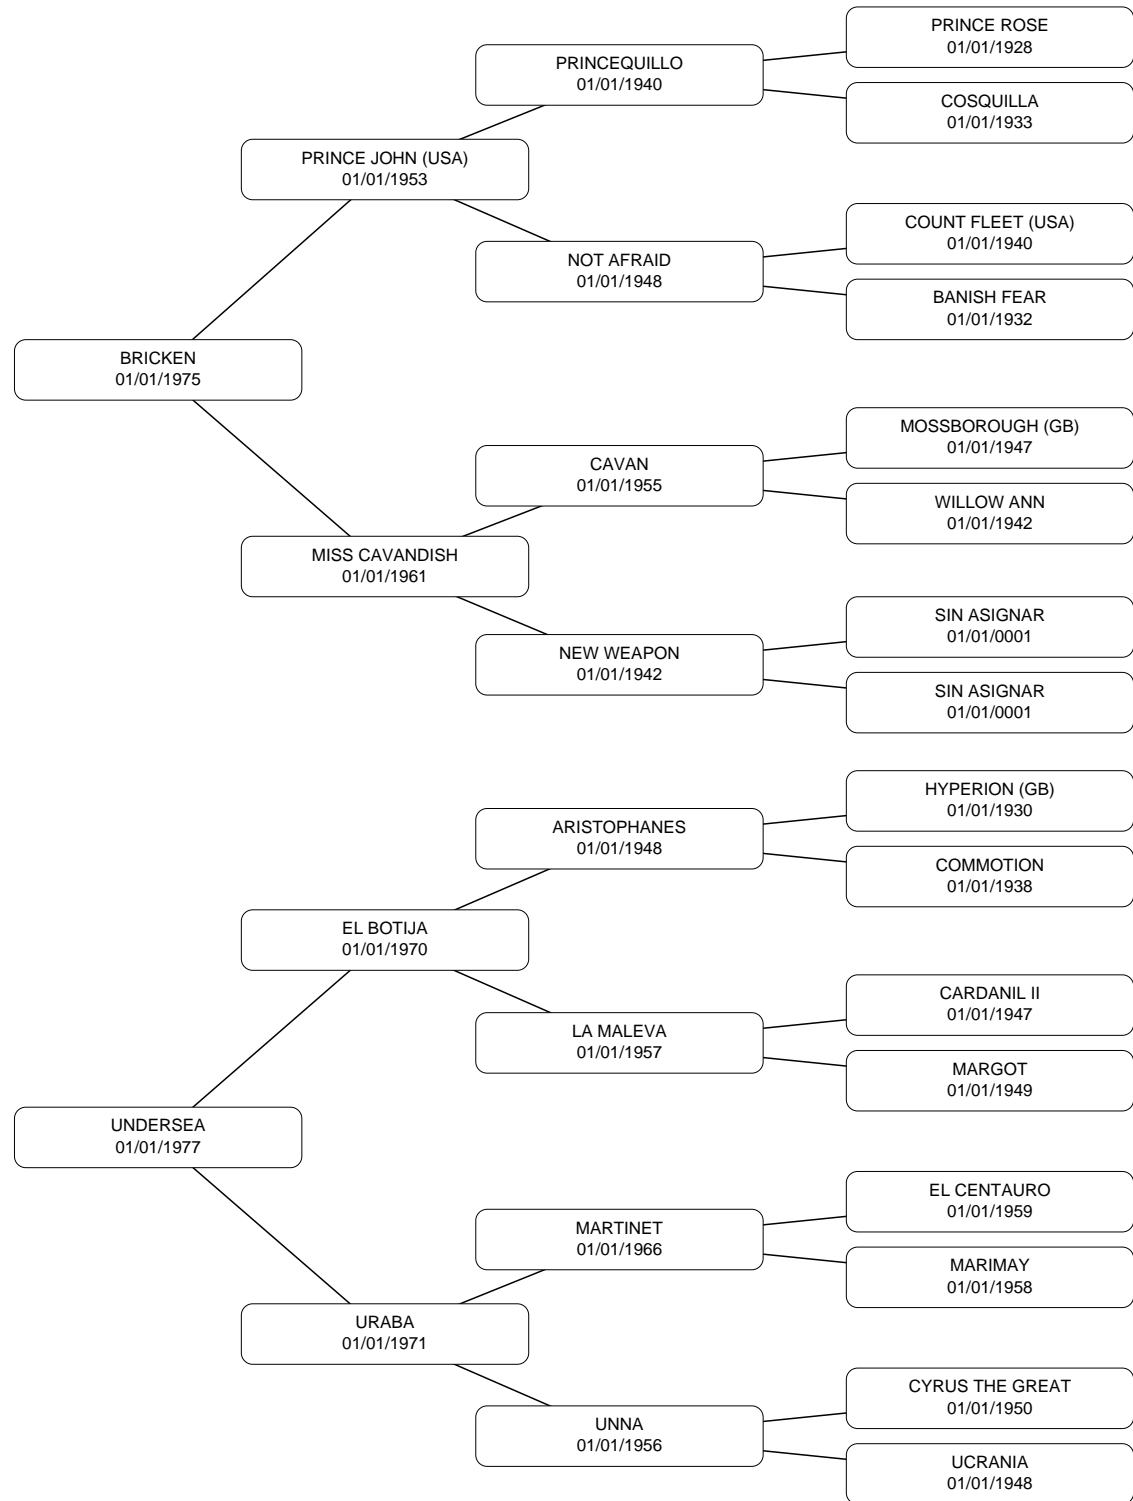 PRINCE ROSE
01/01/1928
PRINCEQUILLO
01/01/1940
COSQUILLA
01/01/1933
PRINCE JOHN (USA)
01/01/1953
COUNT FLEET (USA)
01/01/1940
NOT AFRAID
01/01/1948
BANISH FEAR
01/01/1932
BRICKEN
01/01/1975
MOSSBOROUGH (GB)
01/01/1947
CAVAN
01/01/1955
WILLOW ANN
01/01/1942
MISS CAVANDISH
01/01/1961
SIN ASIGNAR
01/01/0001
NEW WEAPON
01/01/1942
SIN ASIGNAR
01/01/0001
HYPERION (GB)
01/01/1930
ARISTOPHANES
01/01/1948
COMMOTION
01/01/1938
EL BOTIJA
01/01/1970
CARDANIL II
01/01/1947
LA MALEVA
01/01/1957
MARGOT
01/01/1949
UNDERSEA
01/01/1977
EL CENTAURO
01/01/1959
MARTINET
01/01/1966
MARIMAY
01/01/1958
URABA
01/01/1971
CYRUS THE GREAT
01/01/1950
UNNA
01/01/1956
UCRANIA
01/01/1948